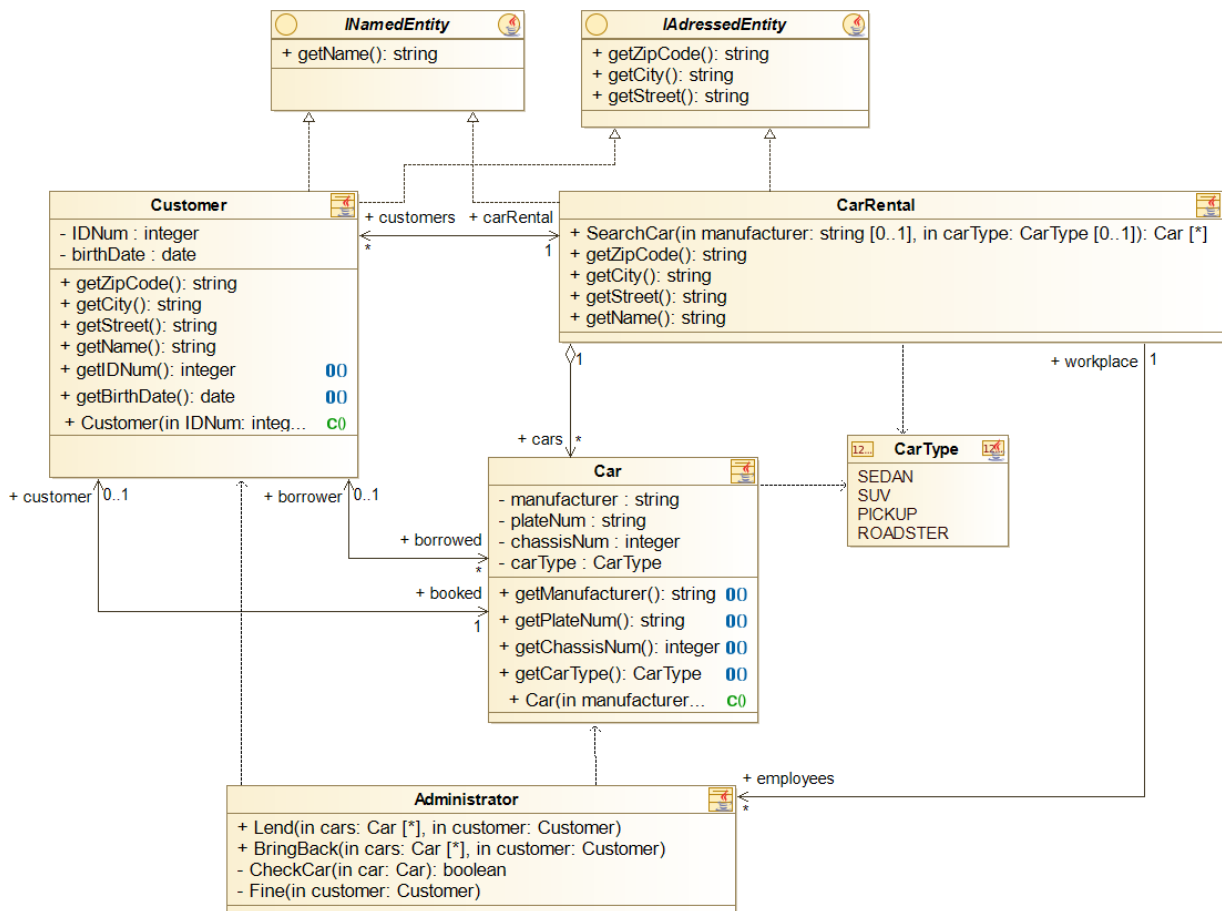 INamedEntity
+ getName(): string
IAdressedEntity
+ getZipCode(): string
+ getCity(): string
+ getStreet(): string
Customer
- IDNum : integer
- birthDate : date
+ getZipCode(): string
+ getCity(): string
+ getStreet(): string
+ getName(): string
+ getIDNum(): integer
+ getBirthDate(): date
+ Customer(in IDNum: integ... C()
+ customers
*
+ carRental
1
CarRental
+ SearchCar(in manufacturer: string [0..1], in carType: CarType [0..1]): Car [*]
+ getZipCode(): string
+ getCity(): string
+ getStreet(): string
+ getName(): string
1
+ cars
*
+ workplace
1
12...
CarType
12...
SEDAN
SUV
PICKUP
ROADSTER
+ customer
0..1
+ borrower
0..1
+ borrowed
*
+ booked
1
Car
- manufacturer : string
- plateNum : string
- chassisNum : integer
- carType : CarType
+ getManufacturer(): string
+ getPlateNum(): string
+ getChassisNum(): integer
+ getCarType(): CarType
+ Car(in manufacturer... C()
+ employees
*
Administrator
+ Lend(in cars: Car [*], in customer: Customer)
+ BringBack(in cars: Car [*], in customer: Customer)
- CheckCar(in car: Car): boolean
- Fine(in customer: Customer)